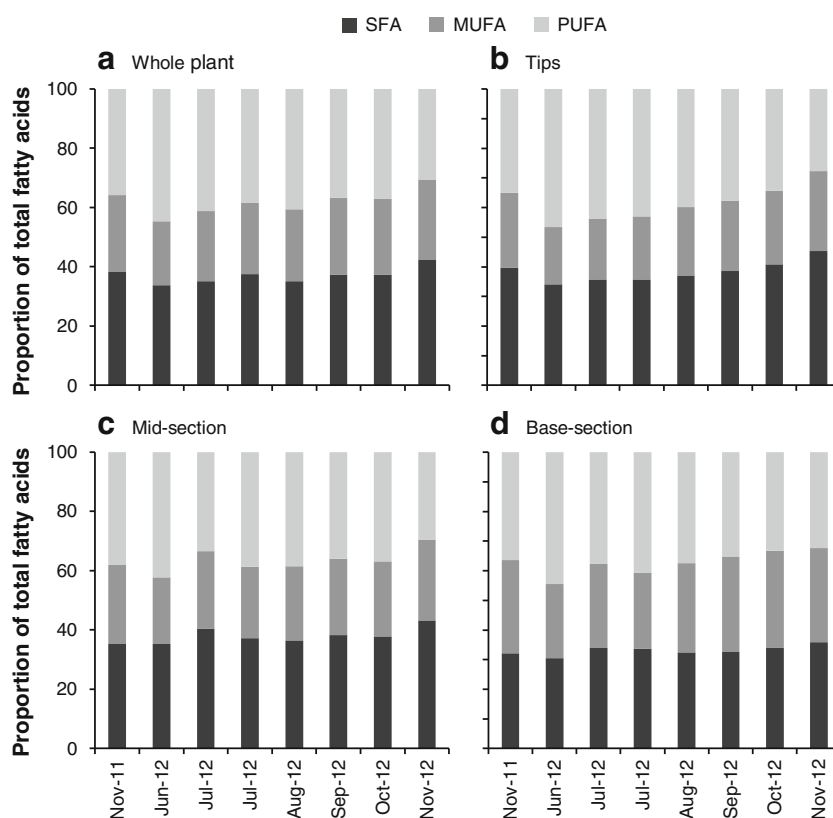 SFA MUFA PUFA
a Whole plant
b Tips
Proportion of total fatty acids
100
80
60
40
20
0
c Mid-section
d Base-section
Proportion of total fatty acids
100
80
60
40
20
0
Nov-11
Jun-12
Jul-12
Jul-12
Aug-12
Sep-12
Oct-12
Nov-12
Nov-11
Jun-12
Jul-12
Jul-12
Aug-12
Sep-12
Oct-12
Nov-12